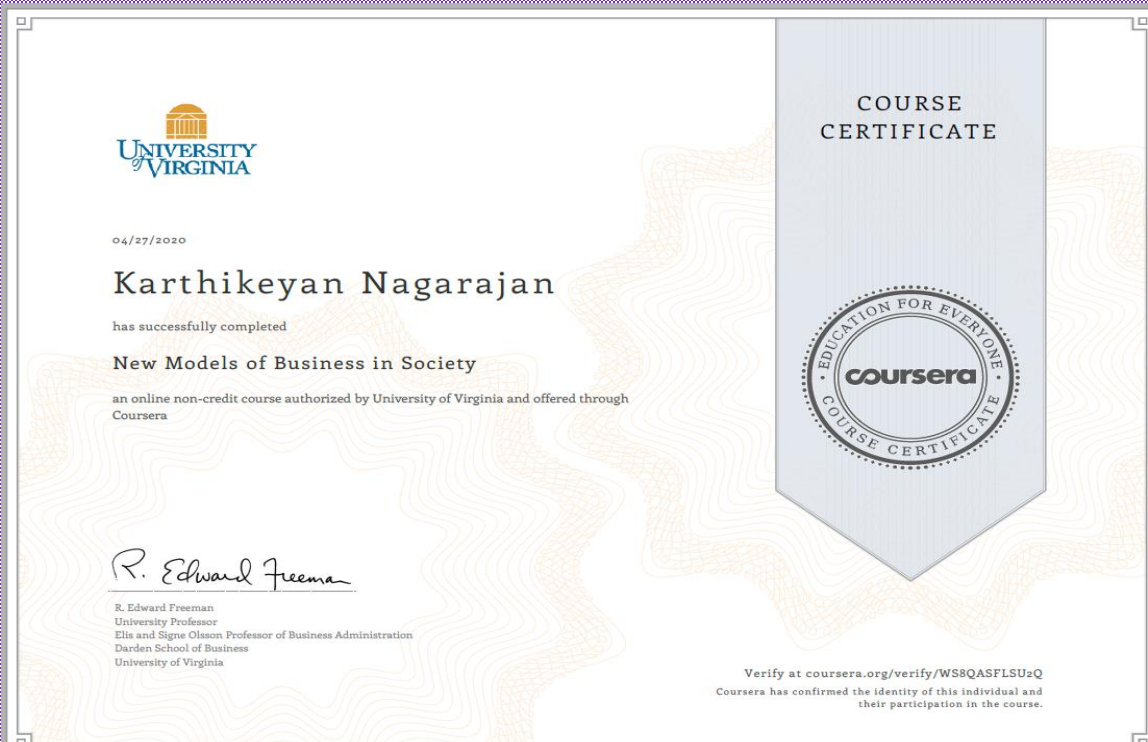 UNIVERSITY
of VIRGINIA
04/27/2020
Karthikeyan Nagarajan
has successfully completed
New Models of Business in Society
an online non-credit course authorized by University of Virginia and offered through
Coursera
R. Edward Freeman
R. Edward Freeman
University Professor
Elis and Signe Olsson Professor of Business Administration
Darden School of Business
University of Virginia
COURSE
CERTIFICATE
EDUCATION FOR EVERYONE
coursera
COURSE CERTIFICATE
Verify at coursera.org/verify/WS8QASFLSU2Q
Coursera has confirmed the identity of this individual and
their participation in the course.